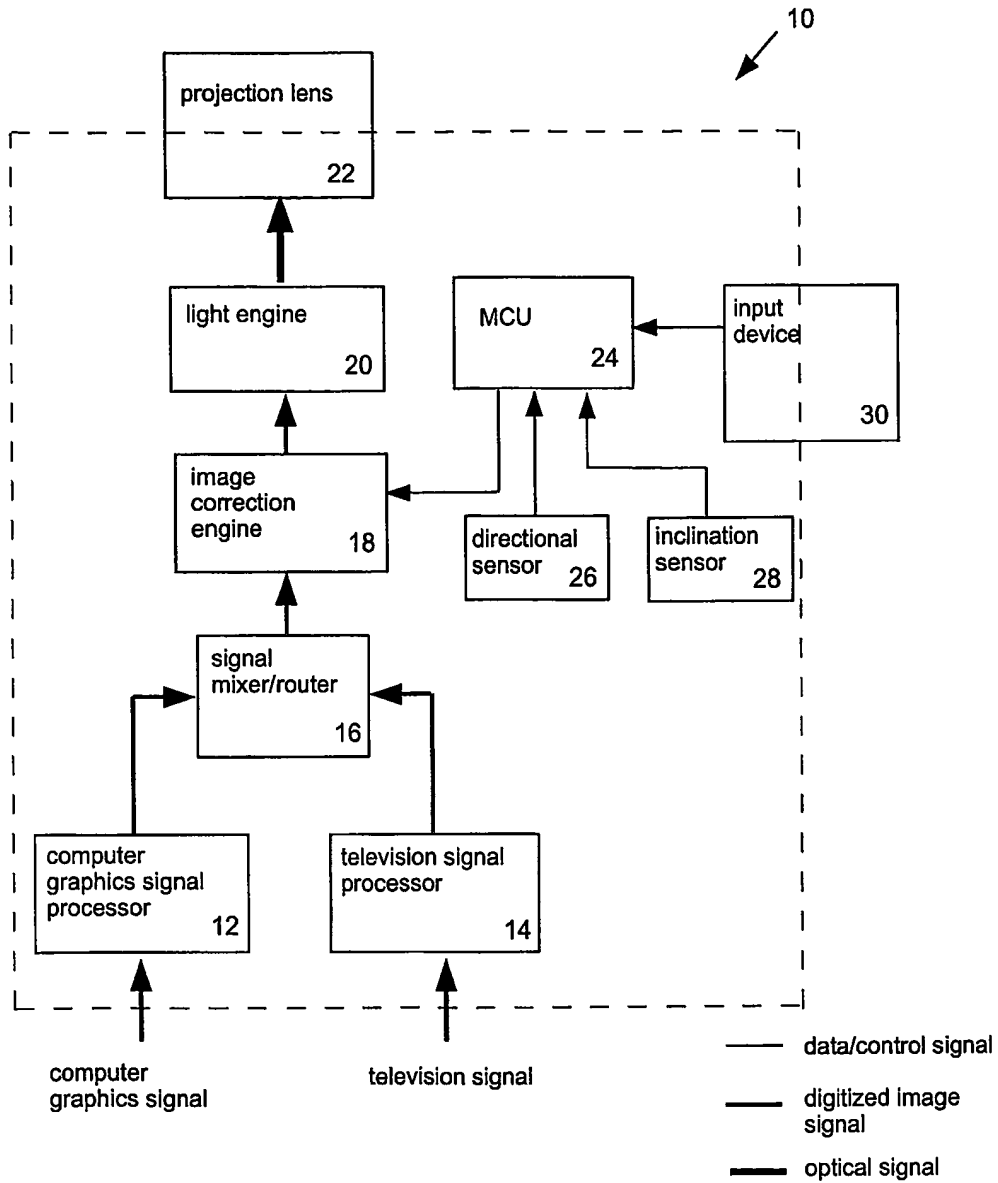 10
projection lens
22
light engine
20
MCU
24
input
device
30
image
correction
engine
18
directional
sensor
26
inclination
sensor
28
signal
mixer/router
16
computer
graphics signal
processor
12
television signal
processor
14
computer
graphics signal
television signal
data/control signal
digitized image
signal
optical signal